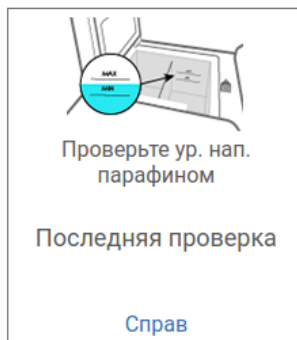 MAX
MIN
Проверьте ур. нап.
парафином
Последняя проверка
Справ